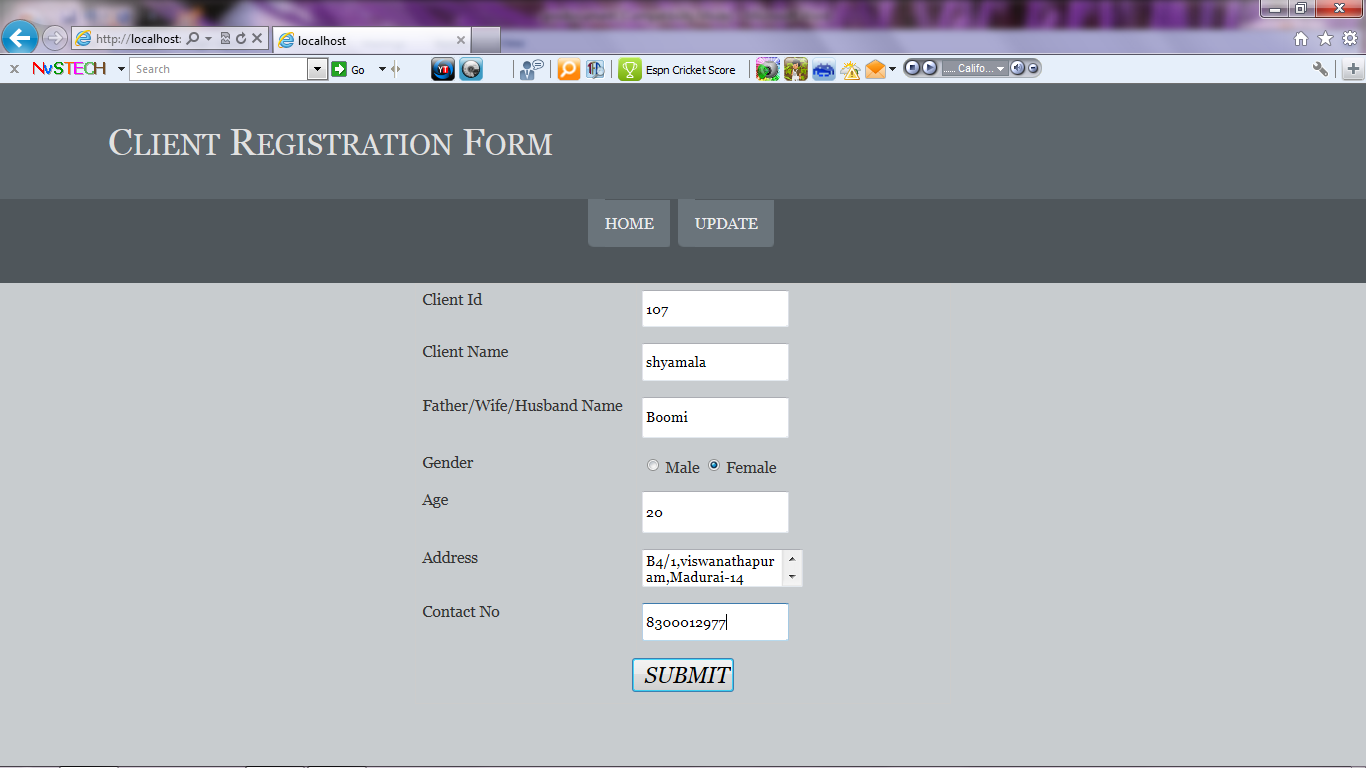 http://localhost:
localhost
NvSTECH Search Go YT Espn Cricket Score ..... Califo...
CLIENT REGISTRATION FORM
HOME UPDATE
Client Id 107
Client Name shyamala
Father/Wife/Husband Name Boomi
Gender Male Female
Age 20
Address B4/1,viswanathapur
am,Madurai-14
Contact No 8300012977
SUBMIT